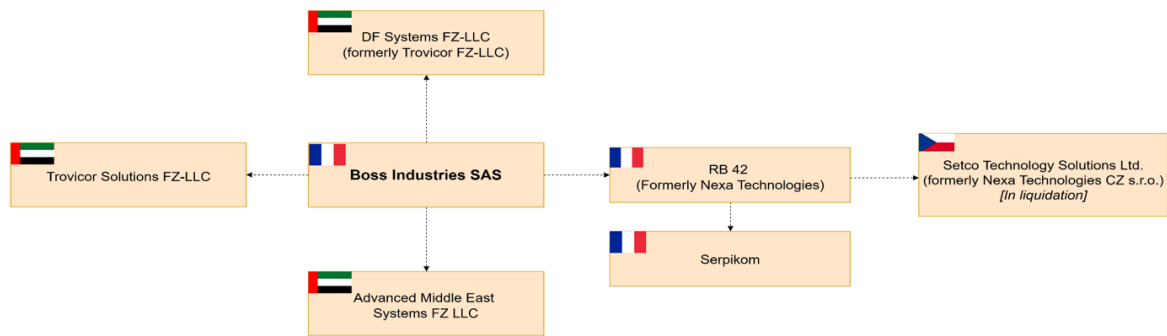 DF Systems FZ-LLC
(formerly Trovicor FZ-LLC)
Trovicor Solutions FZ-LLC
Boss Industries SAS
RB 42
(Formerly Nexa Technologies)
Setco Technology Solutions Ltd.
(formerly Nexa Technologies CZ s.r.o.)
[In liquidation]
Serpikom
Advanced Middle East
Systems FZ LLC